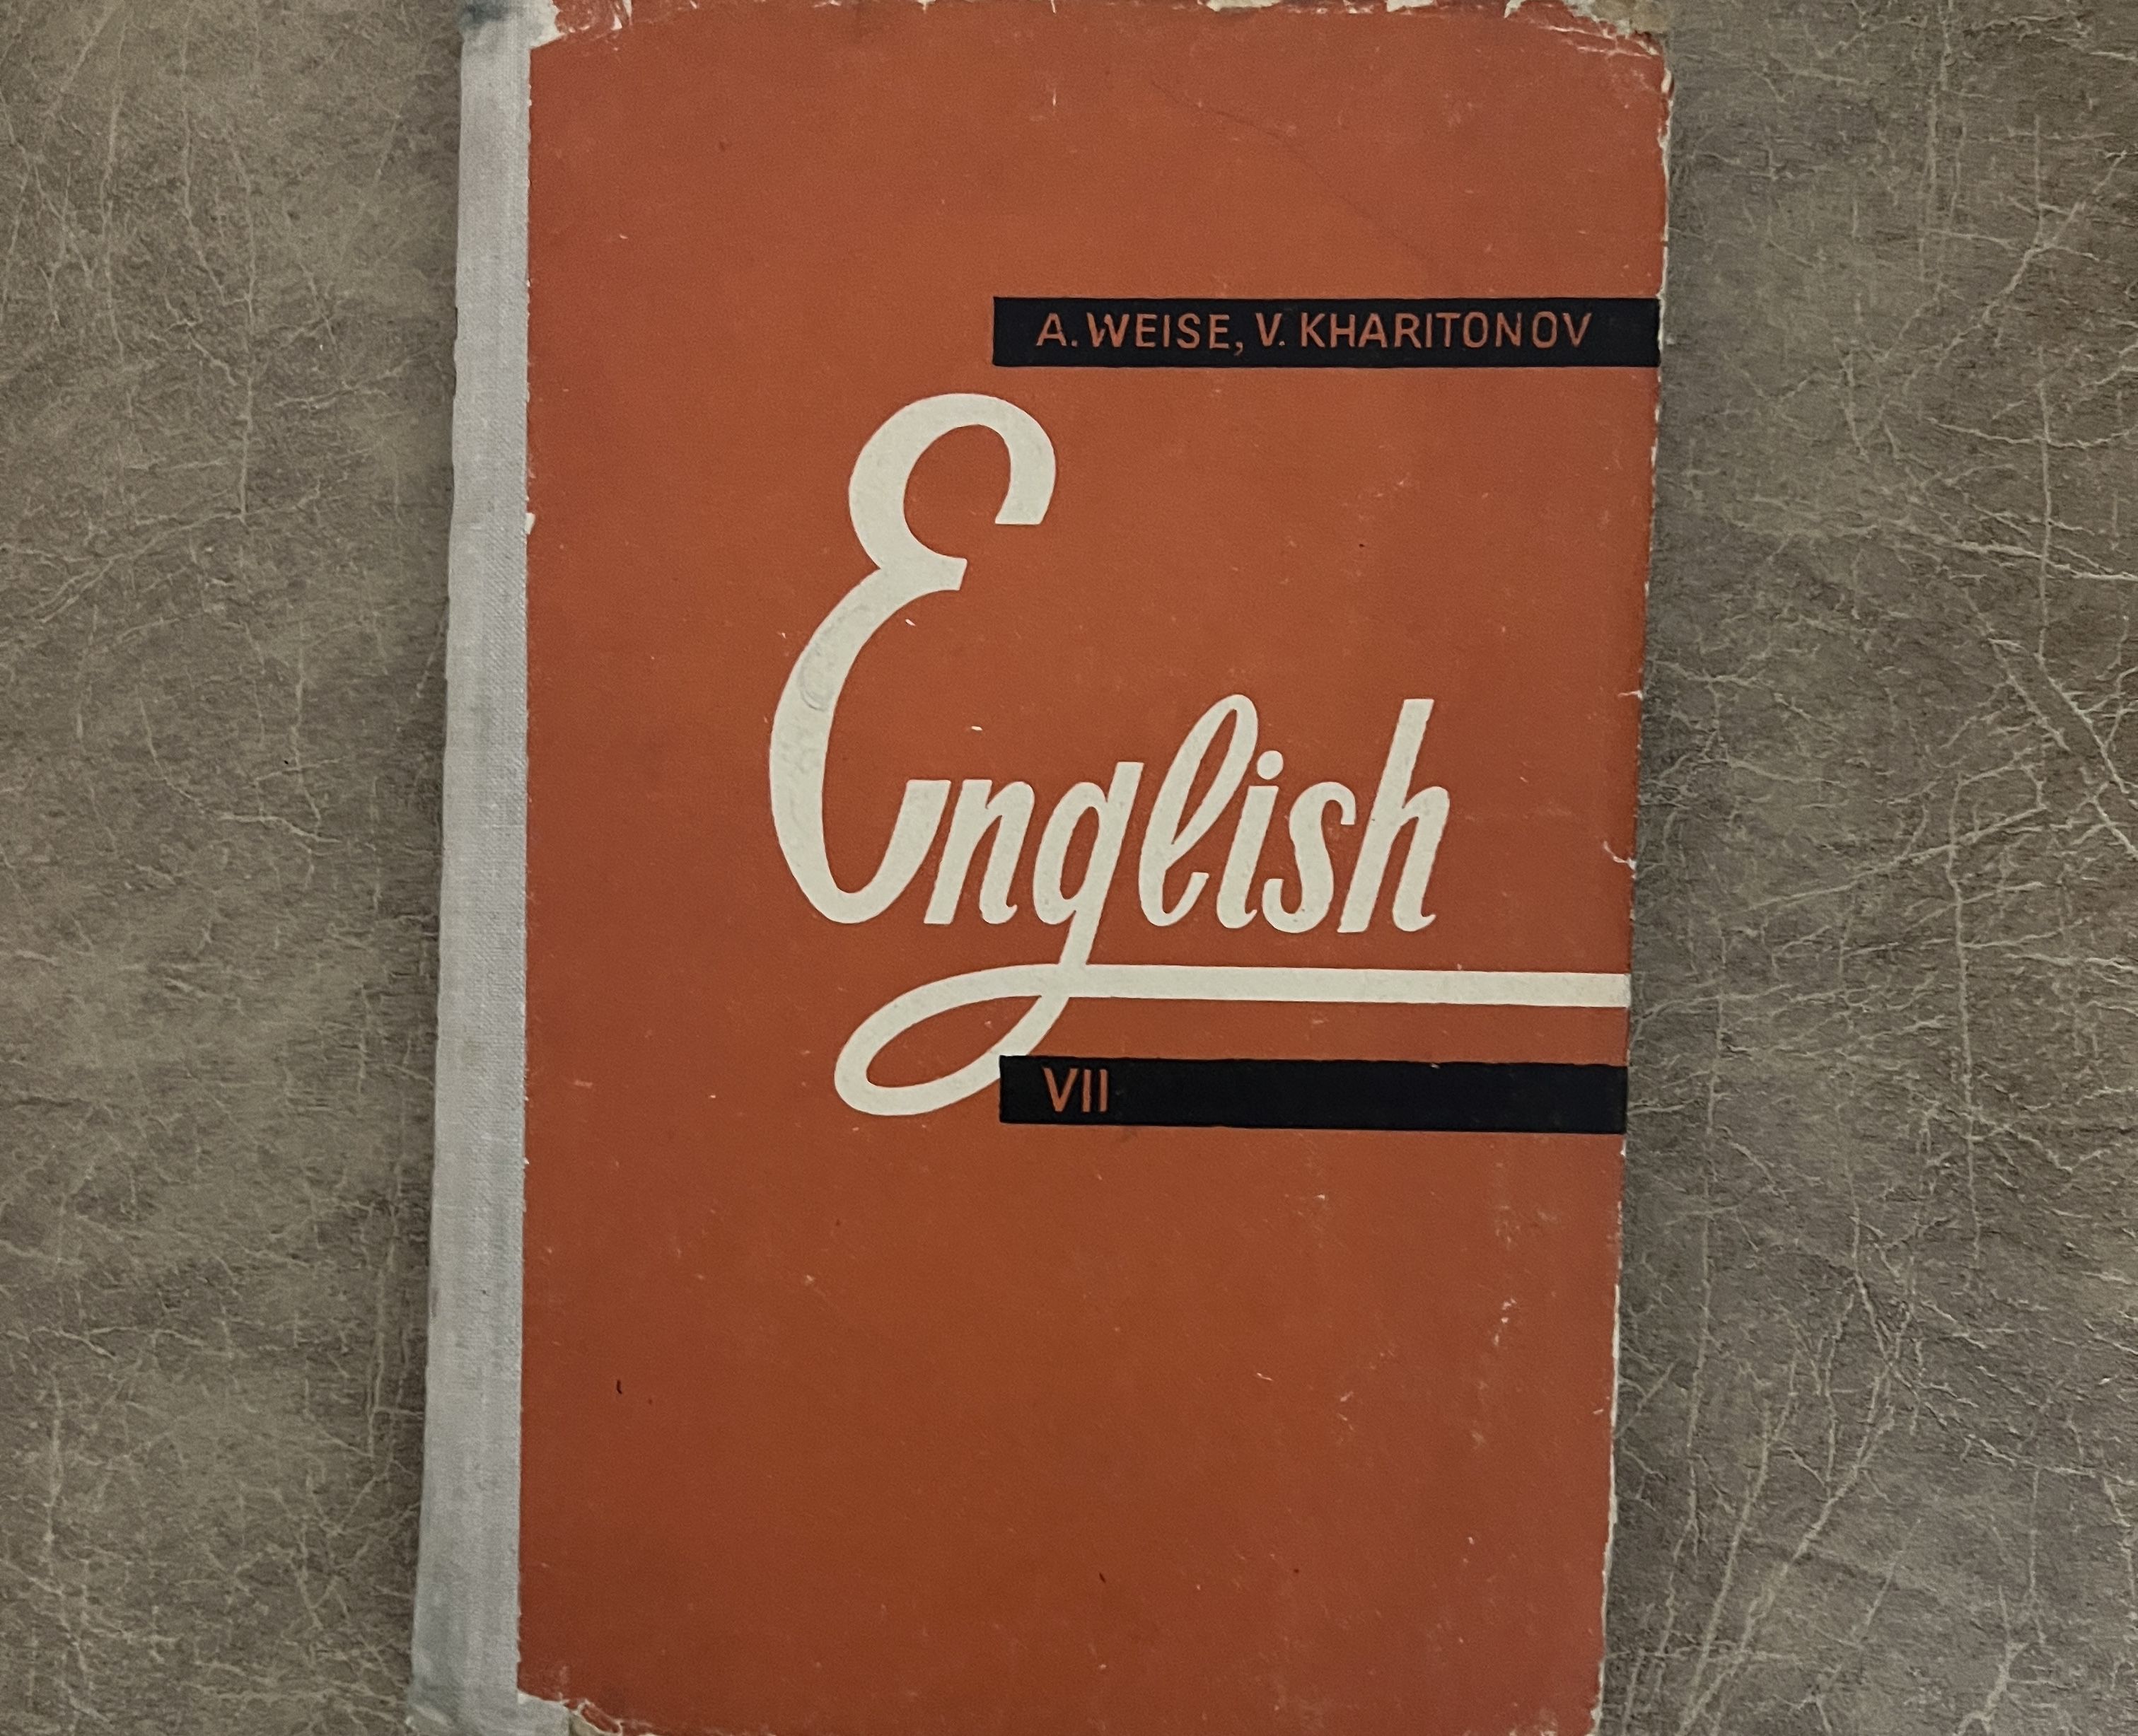 A. WEISE, V. KHARITONOV
English
VII